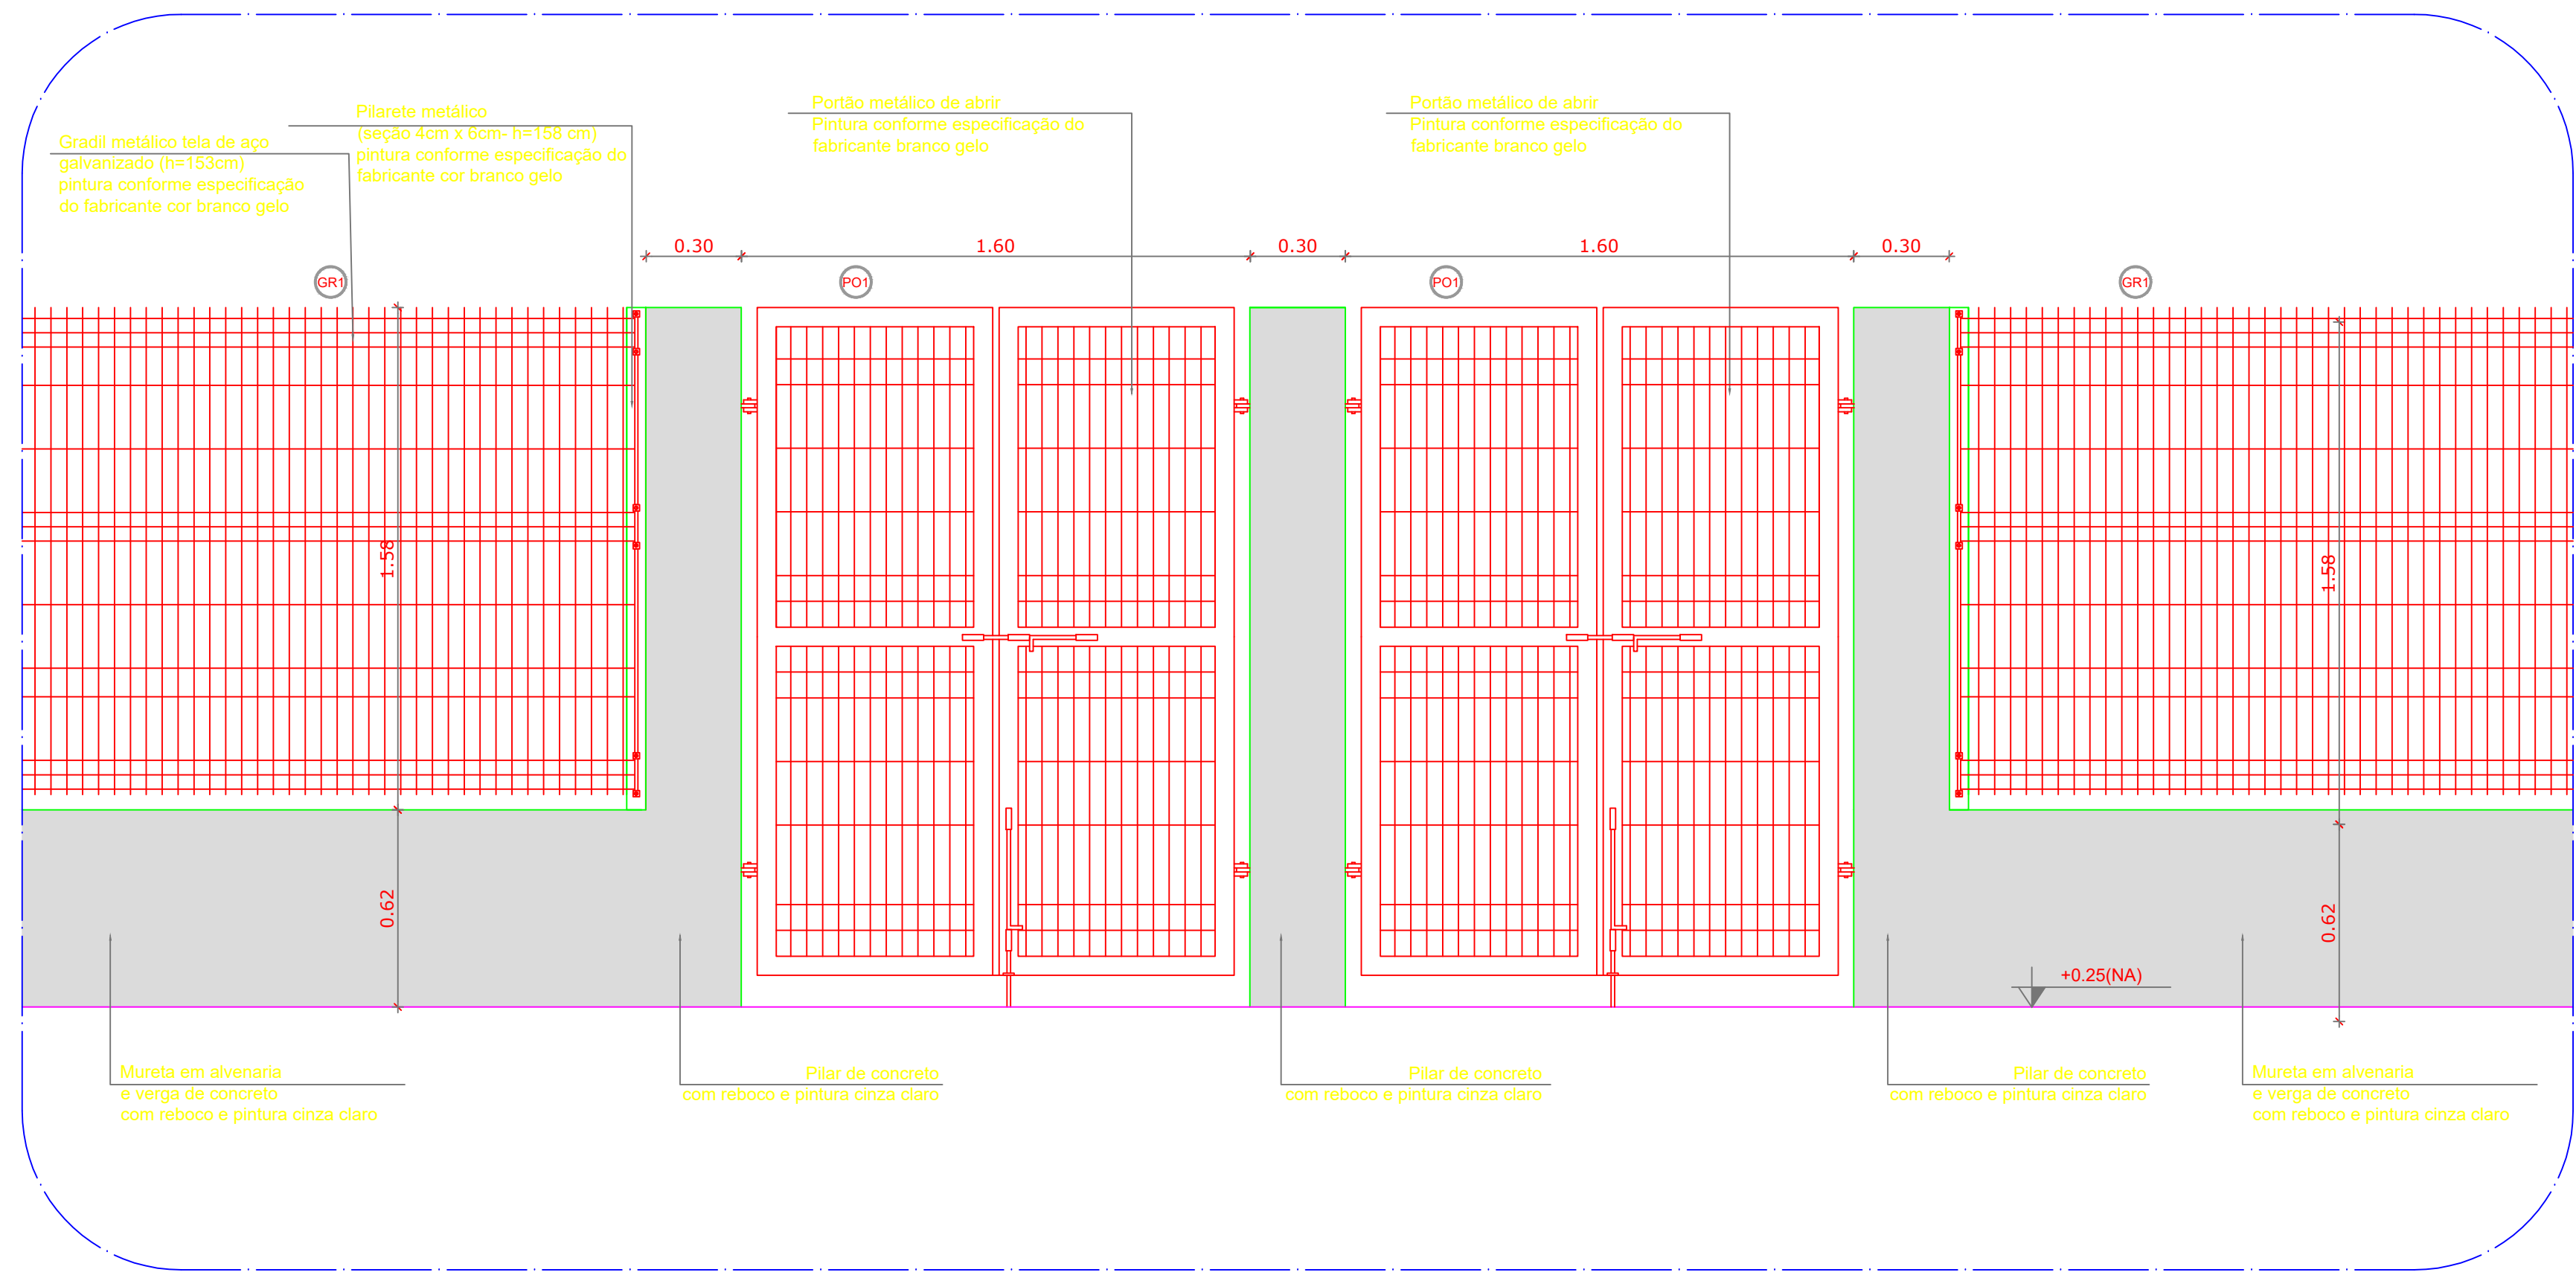 Gradil metálico tela de aço
galvanizado (h=153cm)
pintura conforme especificação
do fabricante cor branco gelo
Pilarete metálico
(seção 4cm x 6cm- h=158 cm)
pintura conforme especificação do
fabricante cor branco gelo
Portão metálico de abrir
Pintura conforme especificação do
fabricante branco gelo
Portão metálico de abrir
Pintura conforme especificação do
fabricante branco gelo
0.30
1.60
0.30
1.60
0.30
GR1
PO1
PO1
GR1
1.58
1.58
0.62
0.62
+0.25(NA)
Mureta em alvenaria
e verga de concreto
com reboco e pintura cinza claro
Pilar de concreto
com reboco e pintura cinza claro
Pilar de concreto
com reboco e pintura cinza claro
Pilar de concreto
com reboco e pintura cinza claro
Mureta em alvenaria
e verga de concreto
com reboco e pintura cinza claro